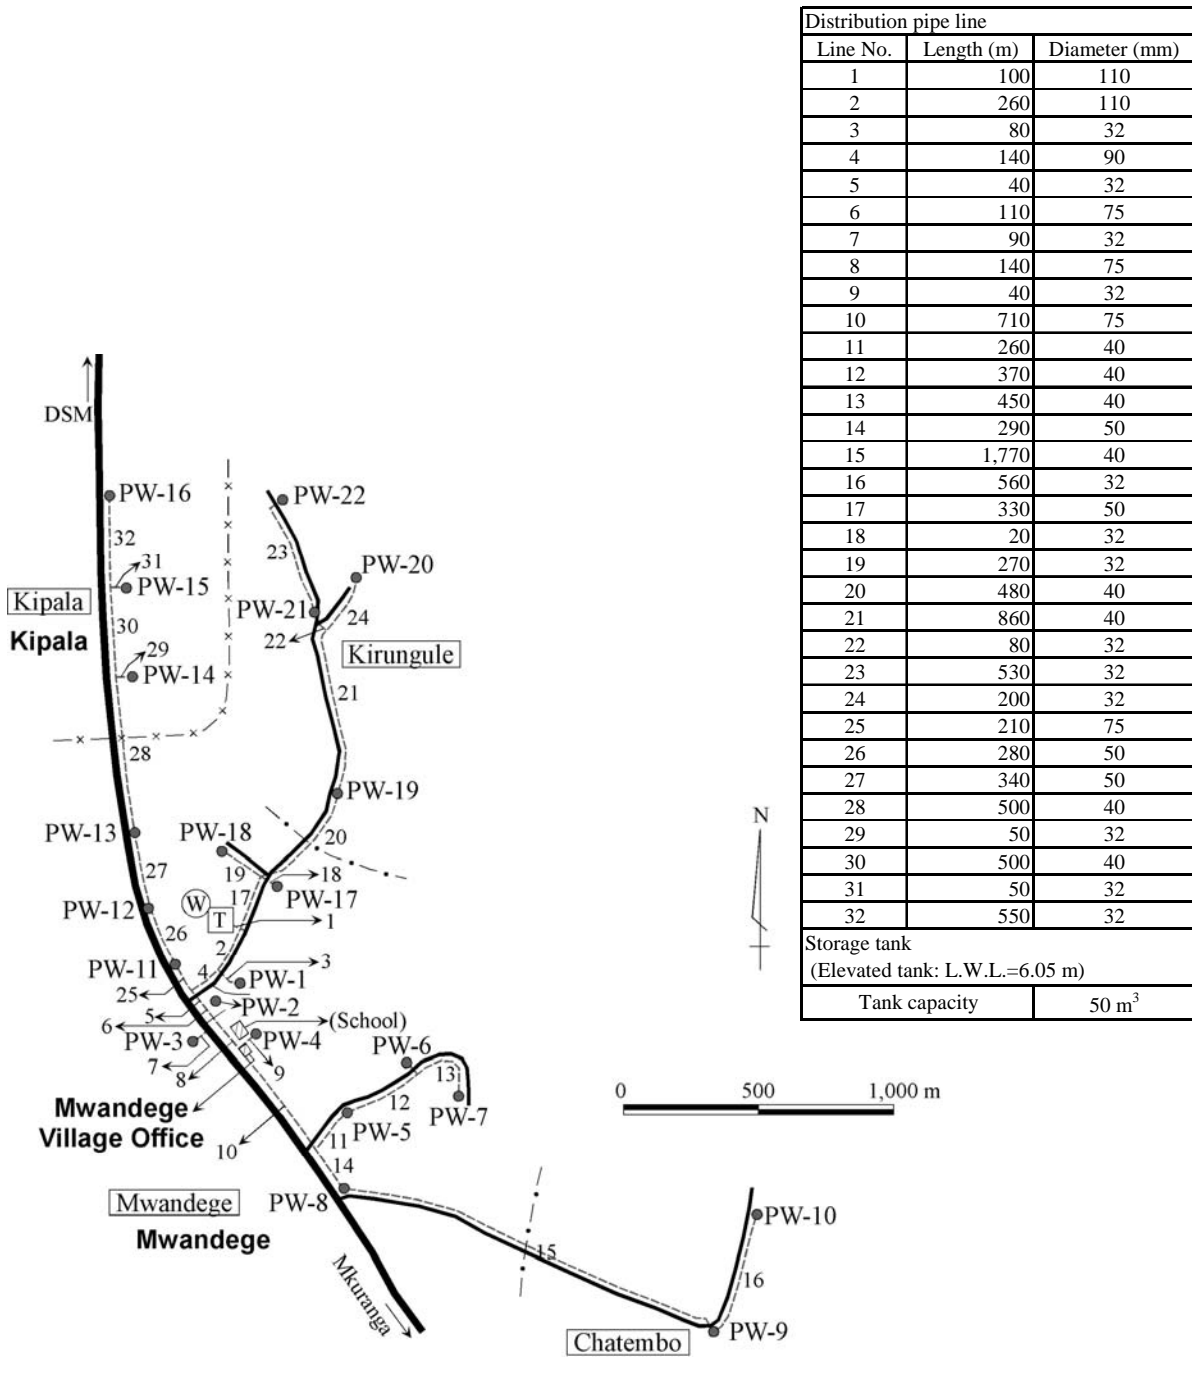 Distribution pipe line
Line No. Length (m) Diameter (mm)
1 100 110
2 260 110
3 80 32
4 140 90
5 40 32
6 110 75
7 90 32
8 140 75
9 40 32
10 710 75
11 260 40
12 370 40
13 450 40
14 290 50
15 1,770 40
16 560 32
17 330 50
18 20 32
19 270 32
20 480 40
21 860 40
22 80 32
23 530 32
24 200 32
25 210 75
26 280 50
27 340 50
28 500 40
29 50 32
30 500 40
31 50 32
32 550 32
Storage tank
(Elevated tank: L.W.L.=6.05 m)
Tank capacity 50 m³
DSM
PW-16
PW-22
32
31
23
PW-20
PW-15
Kipala
PW-21
24
30
Kipala
22
29
Kirungule
PW-14
21
28
PW-19
N
PW-13
PW-18
20
27
19
18
17
PW-17
W
PW-12
T
1
26
2
3
PW-11
4
PW-1
25
5
PW-2
6
(School)
PW-3
PW-4
PW-6
7
8
9
13
0 500 1,000 m
12
Mwandege
Village Office
PW-7
PW-5
11
10
14
Mwandege
PW-8
PW-10
Mwandege
15
16
Mkuranga
PW-9
Chatembo